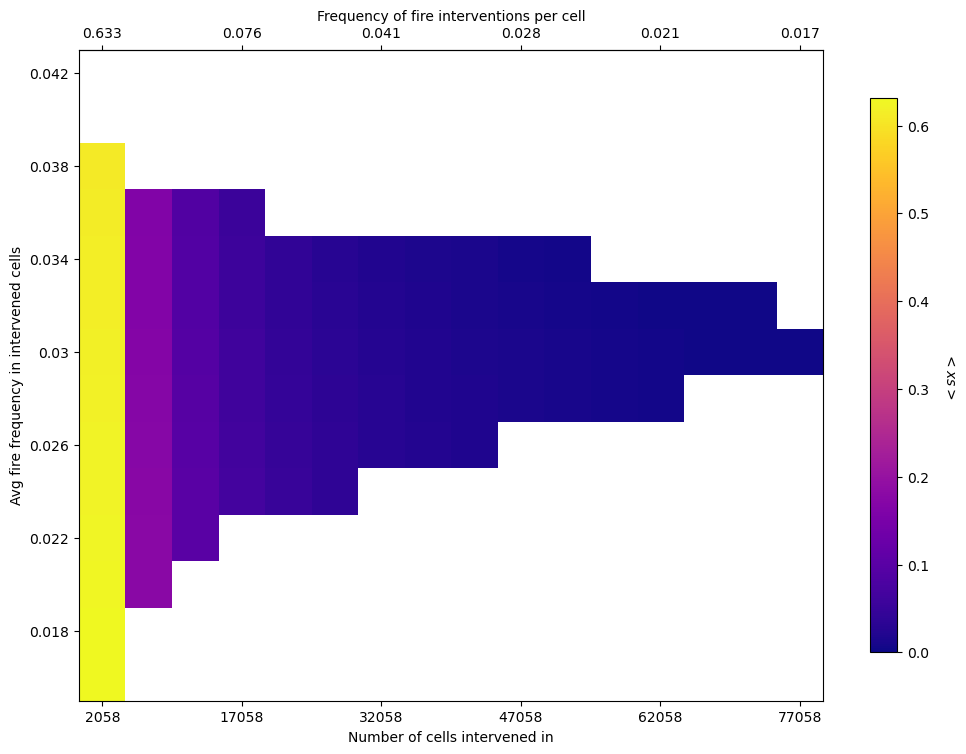 Frequency of fire interventions per cell
0.633 0.076 0.041 0.028 0.021 0.017
0.042
0.038
0.034
0.03
0.026
0.022
0.018
Avg fire frequency in intervened cells
2058 17058 32058 47058 62058 77058
Number of cells intervened in
0.6
0.5
0.4
0.3
0.2
0.1
0.0
< sx >